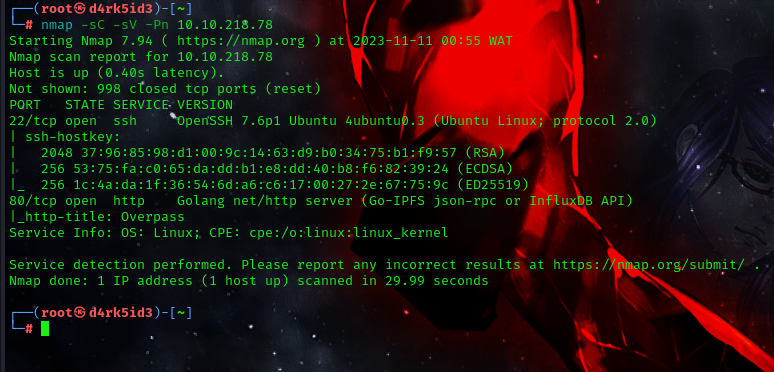 ┌──(root㉿d4rk5id3)-[~]
└─# nmap -sC -sV -Pn 10.10.218.78
Starting Nmap 7.94 ( https://nmap.org ) at 2023-11-11 00:55 WAT
Nmap scan report for 10.10.218.78
Host is up (0.40s latency).
Not shown: 998 closed tcp ports (reset)
PORT   STATE SERVICE VERSION
22/tcp open  ssh     OpenSSH 7.6p1 Ubuntu 4ubuntu0.3 (Ubuntu Linux; protocol 2.0)
| ssh-hostkey:
|   2048 37:96:85:98:d1:00:9c:14:63:d9:b0:34:75:b1:f9:57 (RSA)
|   256 53:75:fa:c0:65:da:dd:b1:e8:dd:40:b8:f6:82:39:24 (ECDSA)
|_  256 1c:4a:da:1f:36:54:6d:a6:c6:17:00:27:2e:67:75:9c (ED25519)
80/tcp open  http    Golang net/http server (Go-IPFS json-rpc or InfluxDB API)
|_http-title: Overpass
Service Info: OS: Linux; CPE: cpe:/o:linux:linux_kernel
Service detection performed. Please report any incorrect results at https://nmap.org/submit/ .
Nmap done: 1 IP address (1 host up) scanned in 29.99 seconds
┌──(root㉿d4rk5id3)-[~]
└─#